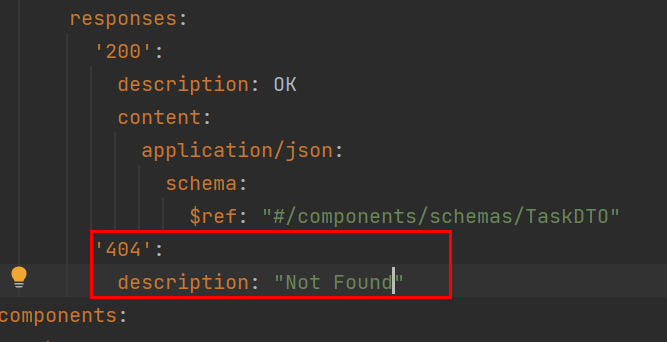 responses:
'200':
description: OK
content:
application/json:
schema:
$ref: "#/components/schemas/TaskDTO"
'404':
description: "Not Found"
components: